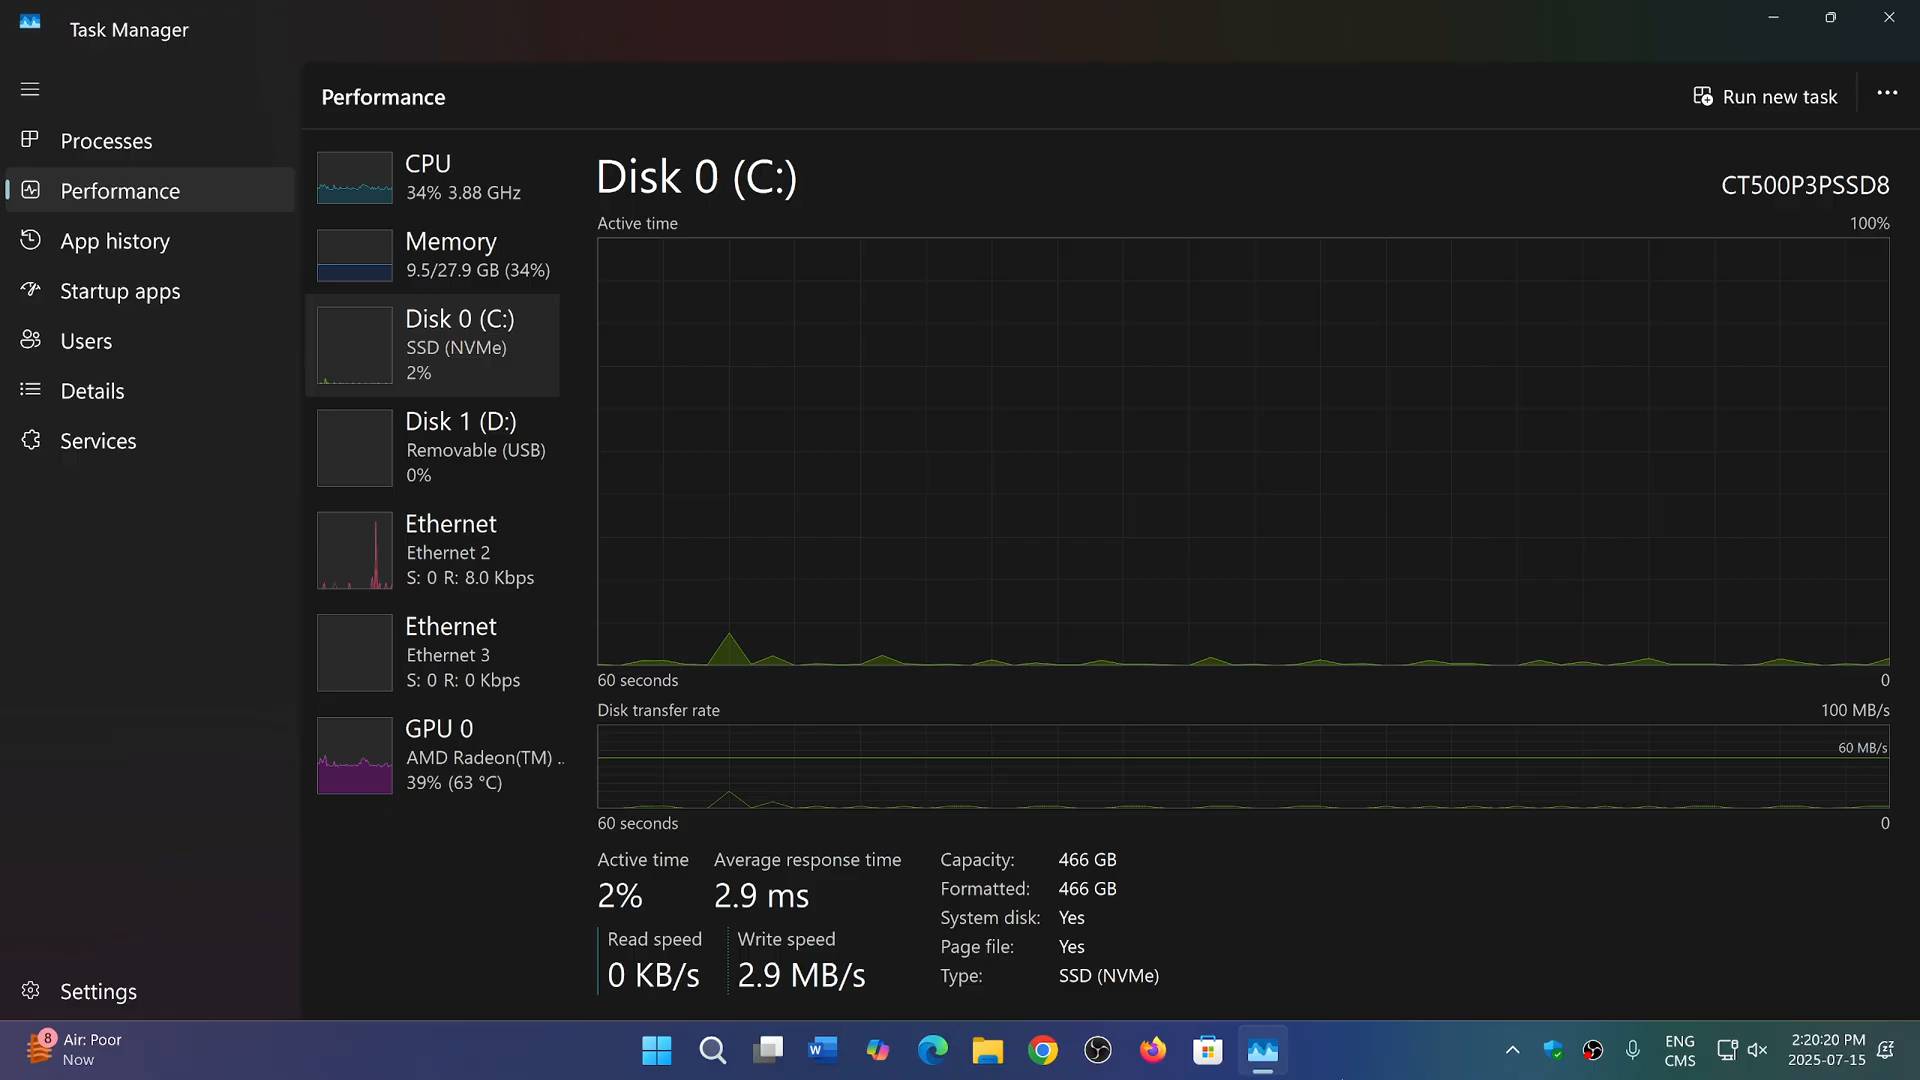 Task Manager
Processes
Performance
App history
Startup apps
Users
Details
Services
Settings
Performance
Run new task
CPU
34% 3.88 GHz
Memory
9.5/27.9 GB (34%)
Disk 0 (C:)
SSD (NVMe)
2%
Disk 1 (D:)
Removable (USB)
0%
Ethernet
Ethernet 2
S: 0 R: 8.0 Kbps
Ethernet
Ethernet 3
S: 0 R: 0 Kbps
GPU 0
AMD Radeon(TM) ..
39% (63 °C)
Disk 0 (C:)
CT500P3PSSD8
Active time
100%
60 seconds
0
Disk transfer rate
100 MB/s
60 MB/s
60 seconds
0
Active time
2%
Average response time
2.9 ms
Read speed
0 KB/s
Write speed
2.9 MB/s
Capacity: 466 GB
Formatted: 466 GB
System disk: Yes
Page file: Yes
Type: SSD (NVMe)
8
Air: Poor
Now
W
ENG
CMS
2:20:20 PM
2025-07-15